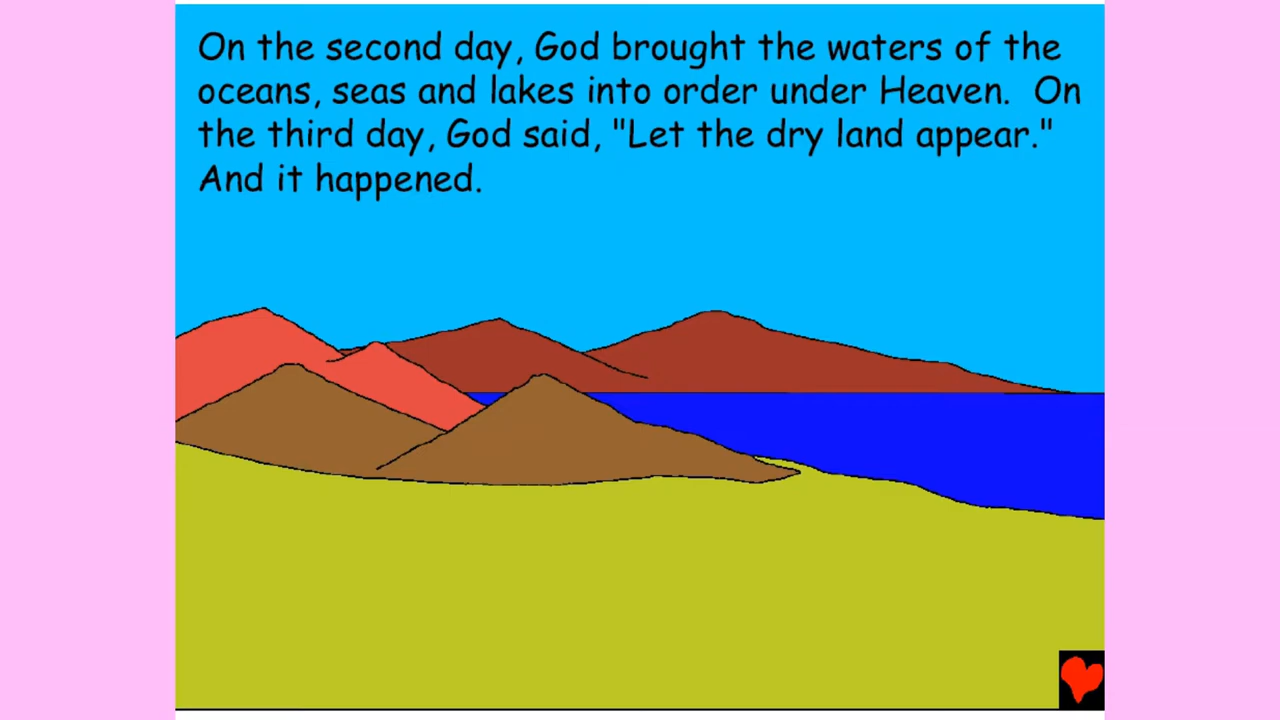 On the second day, God brought the waters of the
oceans, seas and lakes into order under Heaven.  On
the third day, God said, "Let the dry land appear."
And it happened.